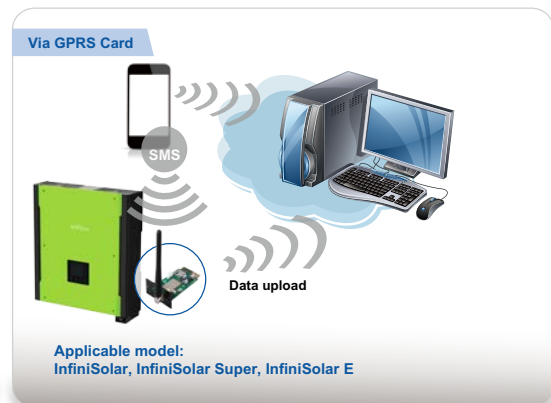 Via GPRS Card
SMS
Data upload
Applicable model:
InfiniSolar, InfiniSolar Super, InfiniSolar E